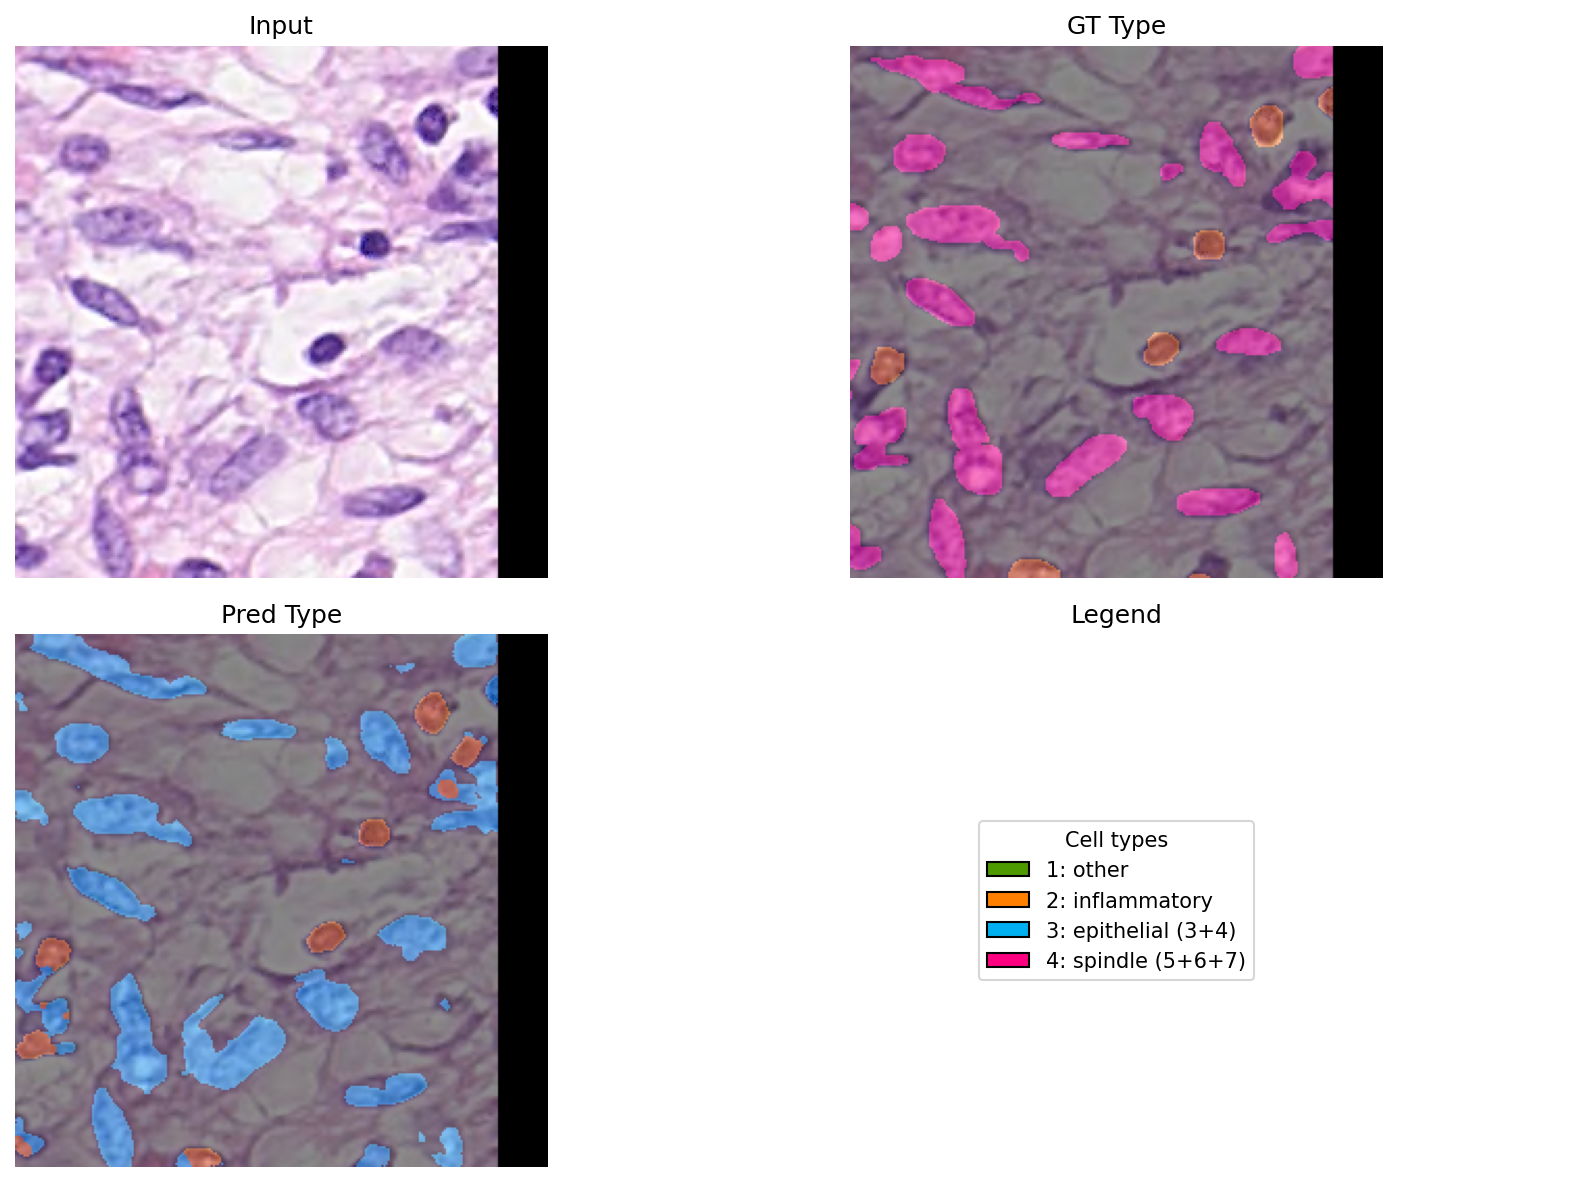 Input
GT Type
Pred Type
Legend
Cell types
1: other
2: inflammatory
3: epithelial (3+4)
4: spindle (5+6+7)